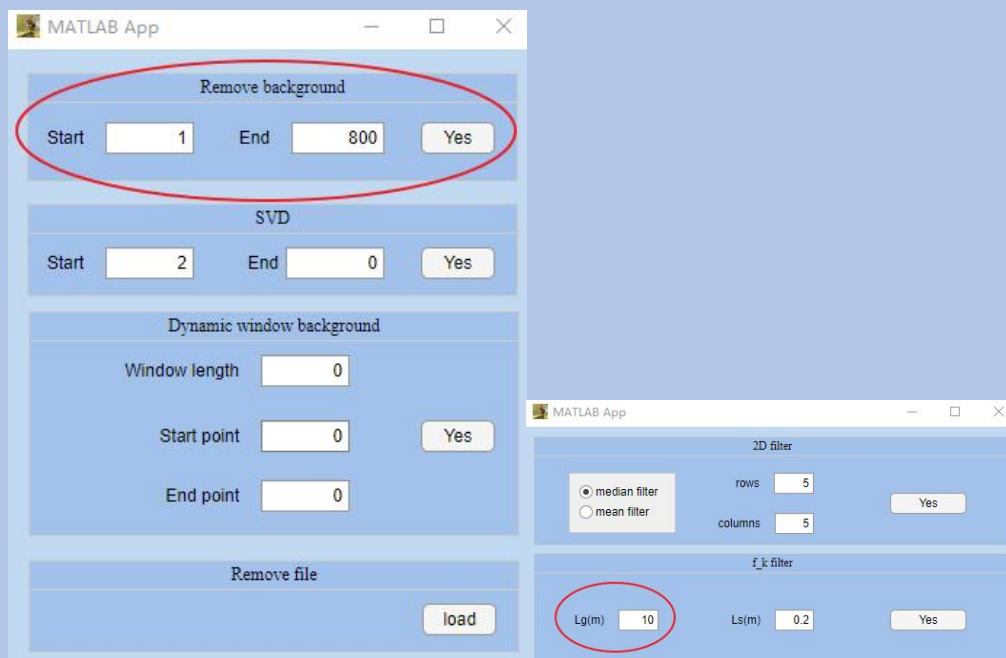 MATLAB App
Remove background
Start 1 End 800 Yes
SVD
Start 2 End 0 Yes
Dynamic window background
Window length 0
Start point 0 Yes
End point 0
Remove file
load
MATLAB App
2D filter
median filter
mean filter
rows 5
columns 5
Yes
f_k filter
Lg(m) 10 Ls(m) 0.2 Yes